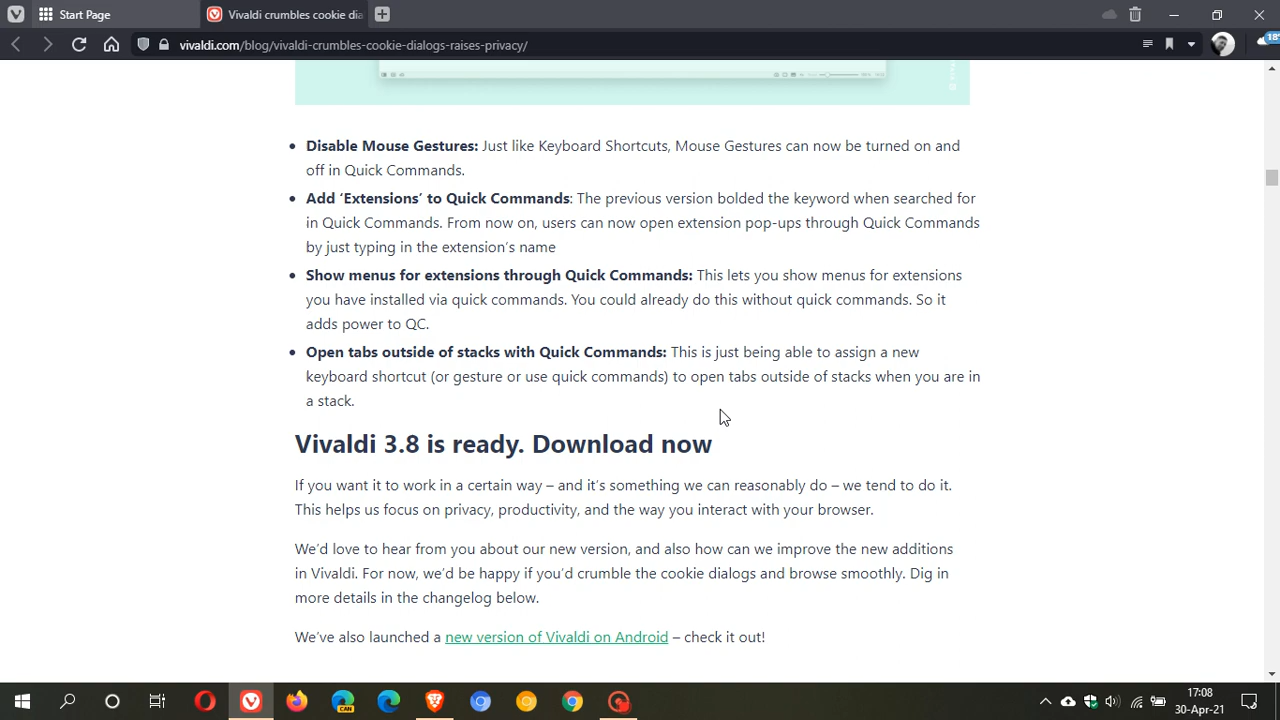 Start Page
Vivaldi crumbles cookie dia
vivaldi.com/blog/vivaldi-crumbles-cookie-dialogs-raises-privacy/
18°
Disable Mouse Gestures: Just like Keyboard Shortcuts, Mouse Gestures can now be turned on and
off in Quick Commands.
Add ‘Extensions’ to Quick Commands: The previous version bolded the keyword when searched for
in Quick Commands. From now on, users can now open extension pop-ups through Quick Commands
by just typing in the extension’s name
Show menus for extensions through Quick Commands: This lets you show menus for extensions
you have installed via quick commands. You could already do this without quick commands. So it
adds power to QC.
Open tabs outside of stacks with Quick Commands: This is just being able to assign a new
keyboard shortcut (or gesture or use quick commands) to open tabs outside of stacks when you are in
a stack.
Vivaldi 3.8 is ready. Download now
If you want it to work in a certain way – and it’s something we can reasonably do – we tend to do it.
This helps us focus on privacy, productivity, and the way you interact with your browser.
We’d love to hear from you about our new version, and also how can we improve the new additions
in Vivaldi. For now, we’d be happy if you’d crumble the cookie dialogs and browse smoothly. Dig in
more details in the changelog below.
We’ve also launched a new version of Vivaldi on Android – check it out!
CAN
17:08
30-Apr-21